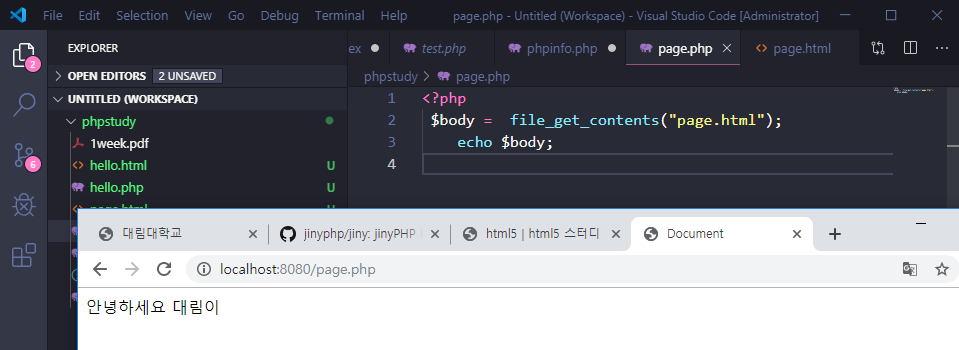 File Edit Selection View Go Debug Terminal Help page.php - Untitled (Workspace) - Visual Studio Code [Administrator]
EXPLORER
OPEN EDITORS 2 UNSAVED
UNTITLED (WORKSPACE)
phpstudy
1week.pdf
hello.html U
hello.php U
page.html U
2
6
ex test.php phpinfo.php page.php page.html
phpstudy > page.php
1 <?php
2 $body = file_get_contents("page.html");
3 echo $body;
4
대림대학교 jinyphp/jiny: jinyPHP html5 | html5 스터디 Document
localhost:8080/page.php
안녕하세요 대림이